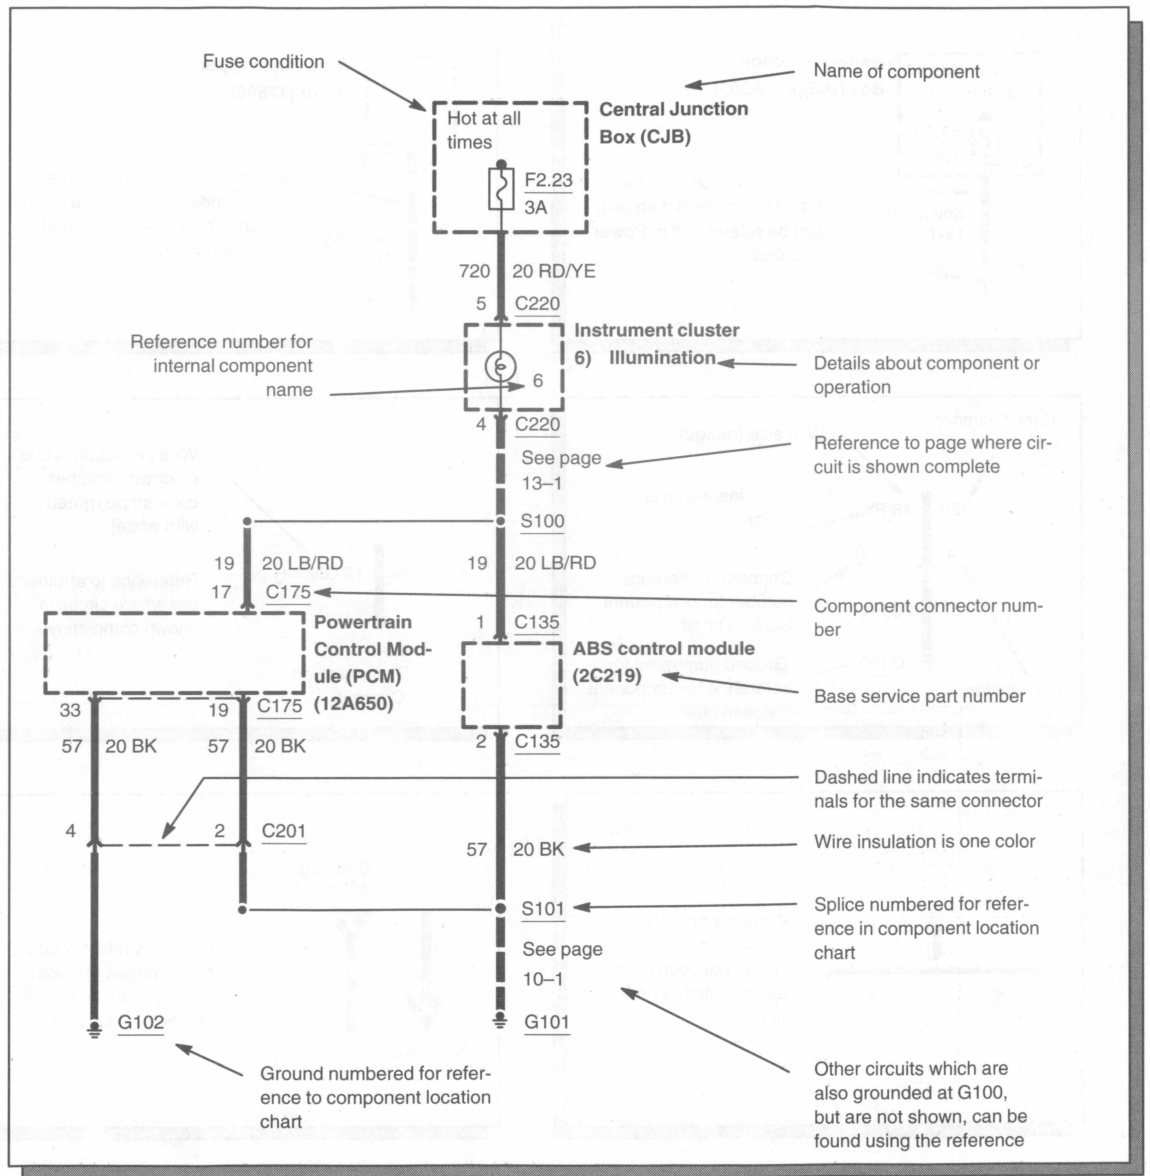 Fuse condition
Name of component
Hot at all
times
Central Junction
Box (CJB)
F2.23
3A
720
20 RD/YE
5
C220
Instrument cluster
6) Illumination
Reference number for
internal component
name
6
Details about component or
operation
4
C220
See page
13–1
Reference to page where cir-
cuit is shown complete
S100
19
20 LB/RD
19
20 LB/RD
17
C175
Component connector num-
ber
1
C135
Powertrain
Control Mod-
ule (PCM)
(12A650)
ABS control module
(2C219)
Base service part number
33
19
C175
57
20 BK
57
20 BK
2
C135
Dashed line indicates termi-
nals for the same connector
4
2
C201
57
20 BK
Wire insulation is one color
S101
Splice numbered for refer-
ence in component location
chart
See page
10–1
G102
G101
Ground numbered for refer-
ence to component location
chart
Other circuits which are
also grounded at G100,
but are not shown, can be
found using the reference